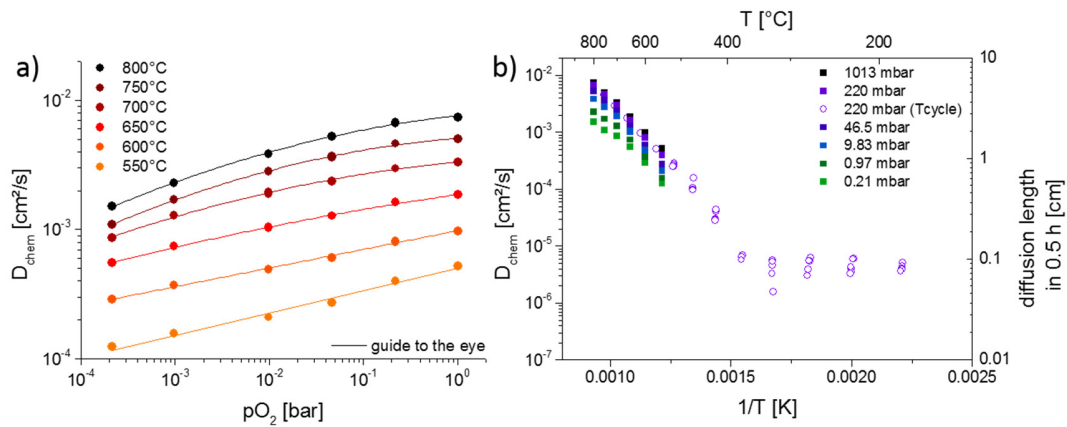 a)
800°C
750°C
700°C
650°C
600°C
550°C
guide to the eye
10⁻²
10⁻³
10⁻⁴
D_chem [cm²/s]
10⁻⁴ 10⁻³ 10⁻² 10⁻¹ 10⁰
pO₂ [bar]
b)
T [°C]
800 600 400 200
1013 mbar
220 mbar
220 mbar (Tcycle)
46.5 mbar
9.83 mbar
0.97 mbar
0.21 mbar
10⁻²
10⁻³
10⁻⁴
10⁻⁵
10⁻⁶
10⁻⁷
D_chem [cm²/s]
10
1
0.1
0.01
diffusion length
in 0.5 h [cm]
0.0010 0.0015 0.0020 0.0025
1/T [K]